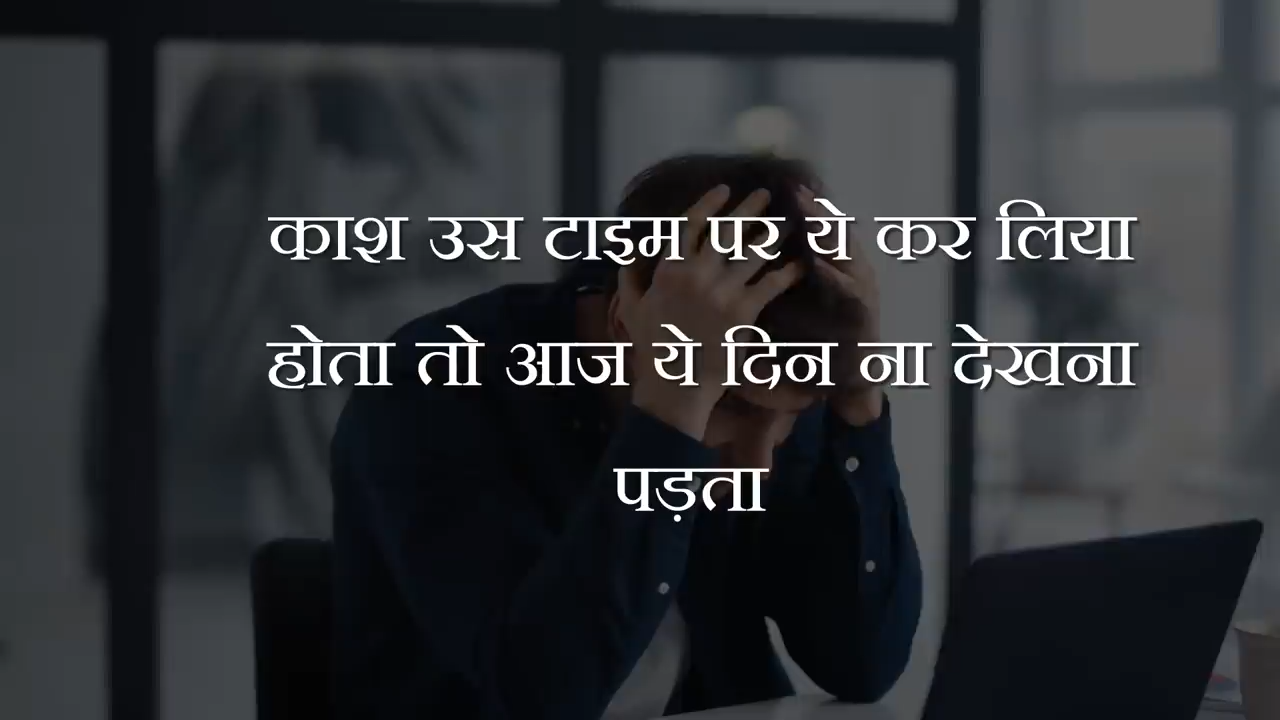 काश उस टाइम पर ये कर लिया
होता तो आज ये दिन ना देखना
पड़ता